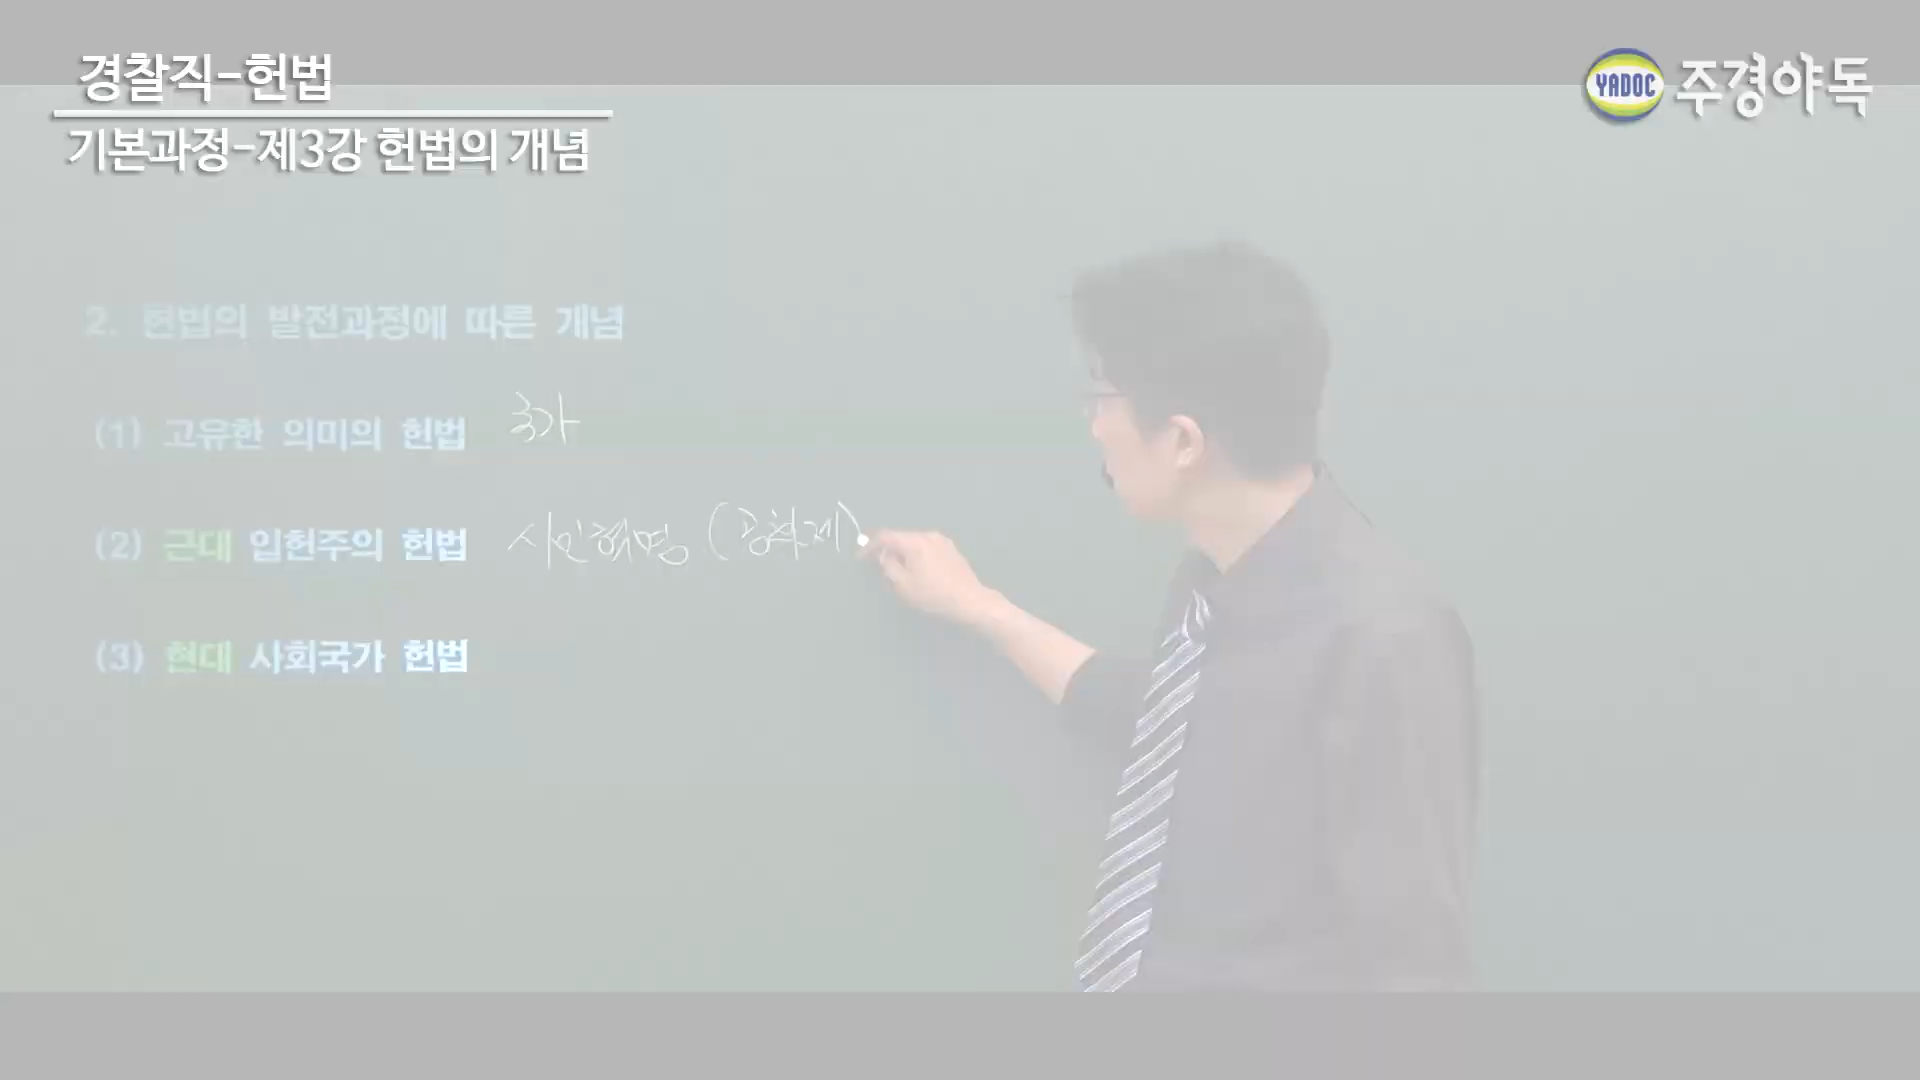 경찰직-헌법
기본과정-제3강 헌법의 개념
YADOC 주경야독
2. 헌법의 발전과정에 따른 개념
(1) 고유한 의미의 헌법 국가
(2) 근대 입헌주의 헌법 시민혁명 (공화제)
(3) 현대 사회국가 헌법